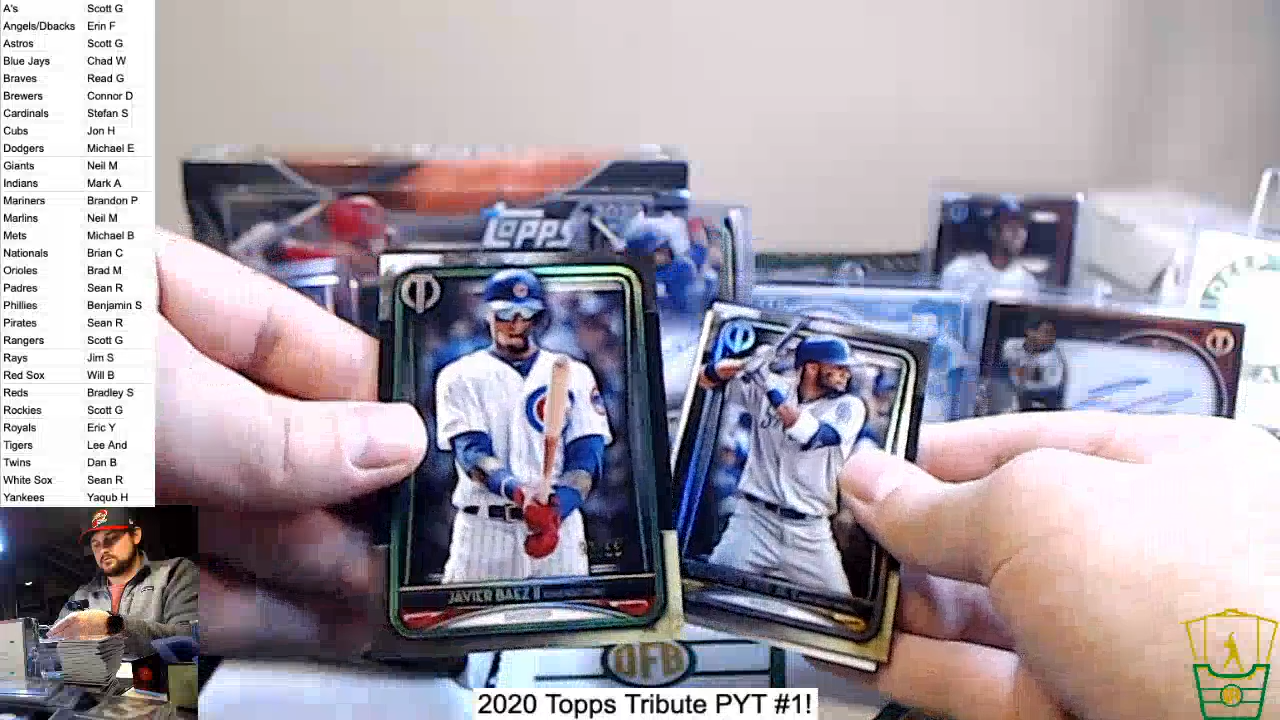 A's Scott G
Angels/Dbacks Erin F
Astros Scott G
Blue Jays Chad W
Braves Read G
Brewers Connor D
Cardinals Stefan S
Cubs Jon H
Dodgers Michael E
Giants Neil M
Indians Mark A
Mariners Brandon P
Marlins Neil M
Mets Michael B
Nationals Brian C
Orioles Brad M
Padres Sean R
Phillies Benjamin S
Pirates Sean R
Rangers Scott G
Rays Jim S
Red Sox Will B
Reds Bradley S
Rockies Scott G
Royals Eric Y
Tigers Lee And
Twins Dan B
White Sox Sean R
Yankees Yaqub H
Topps
JAVIER BAEZ
2020 Topps Tribute PYT #1!